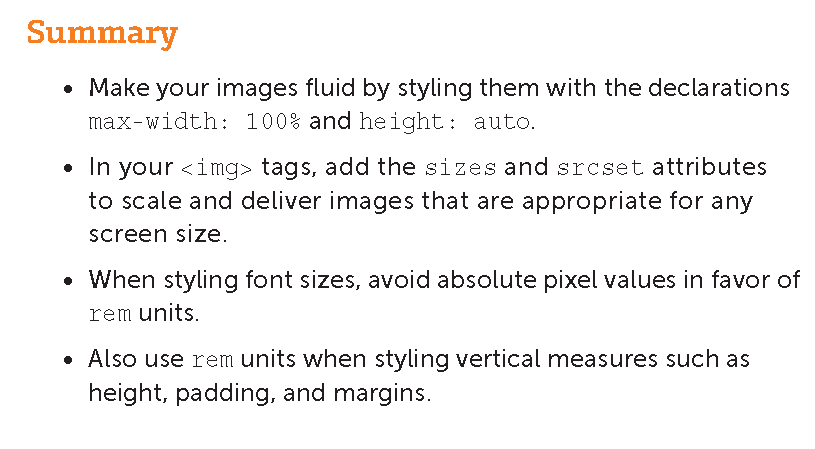 Summary
• Make your images fluid by styling them with the declarations
max-width: 100% and height: auto.
• In your <img> tags, add the sizes and srcset attributes
to scale and deliver images that are appropriate for any
screen size.
• When styling font sizes, avoid absolute pixel values in favor of
rem units.
• Also use rem units when styling vertical measures such as
height, padding, and margins.